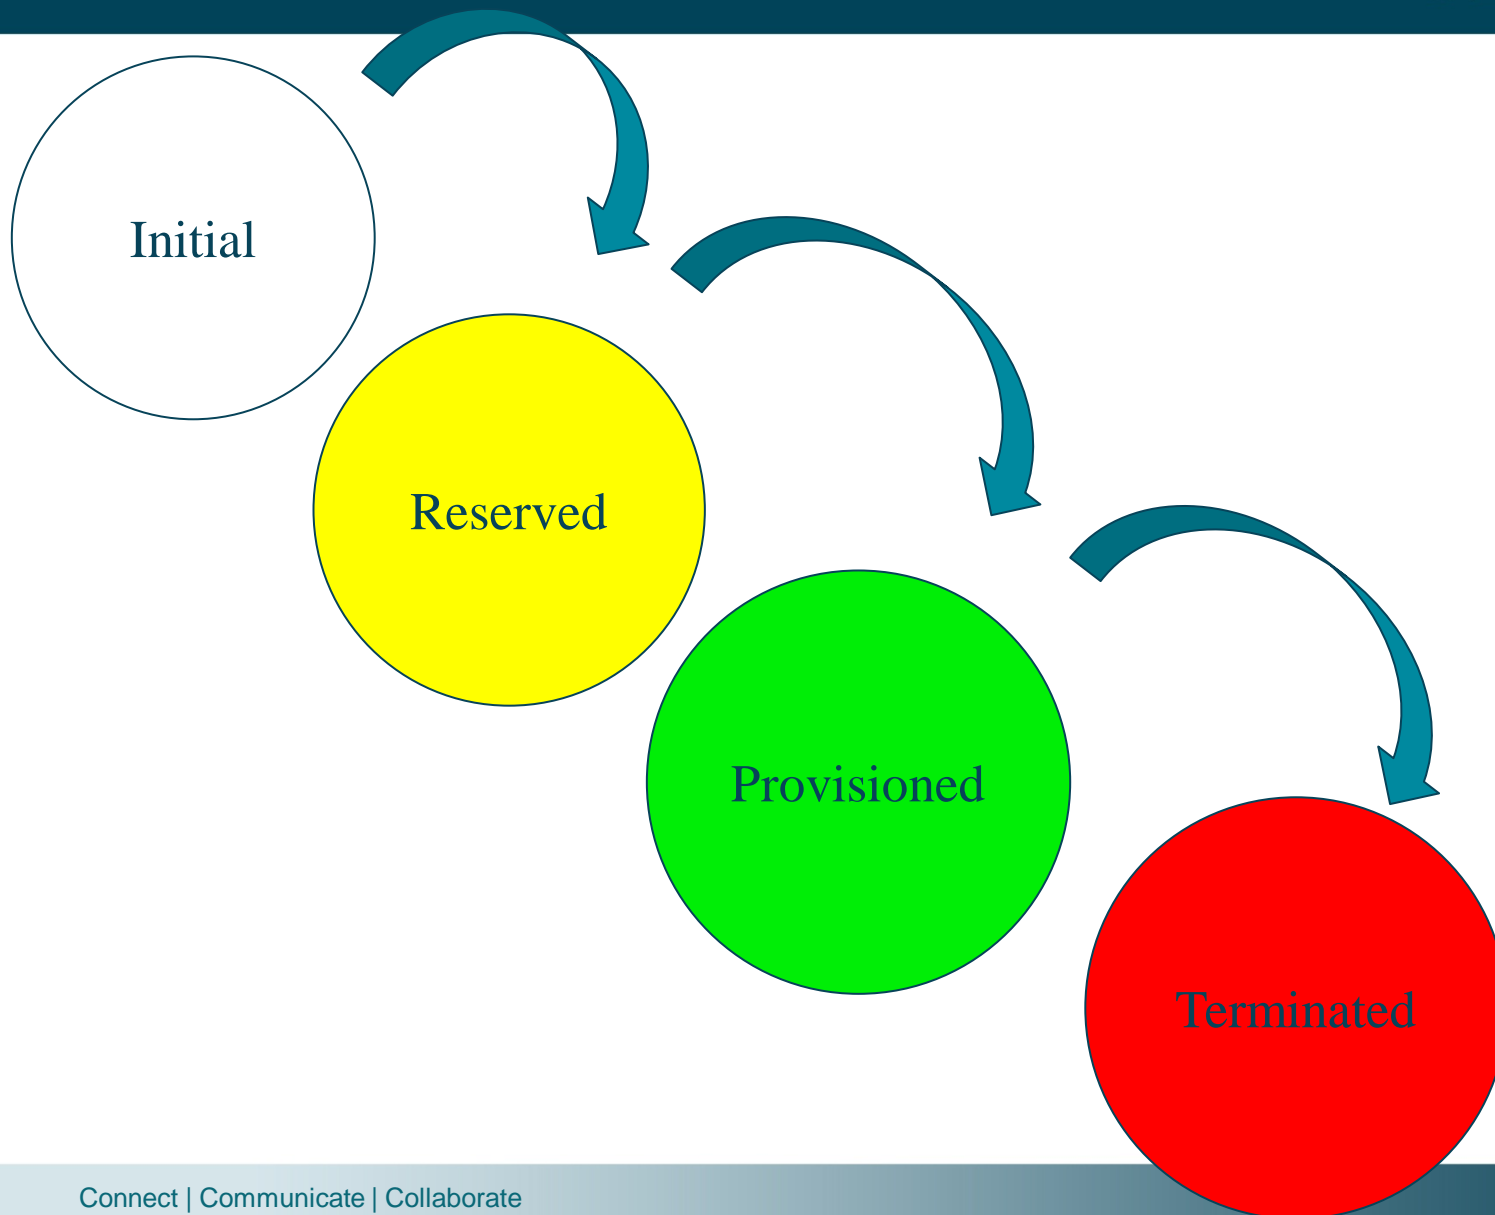 Initial
Reserved
Provisioned
Terminated
Connect | Communicate | Collaborate